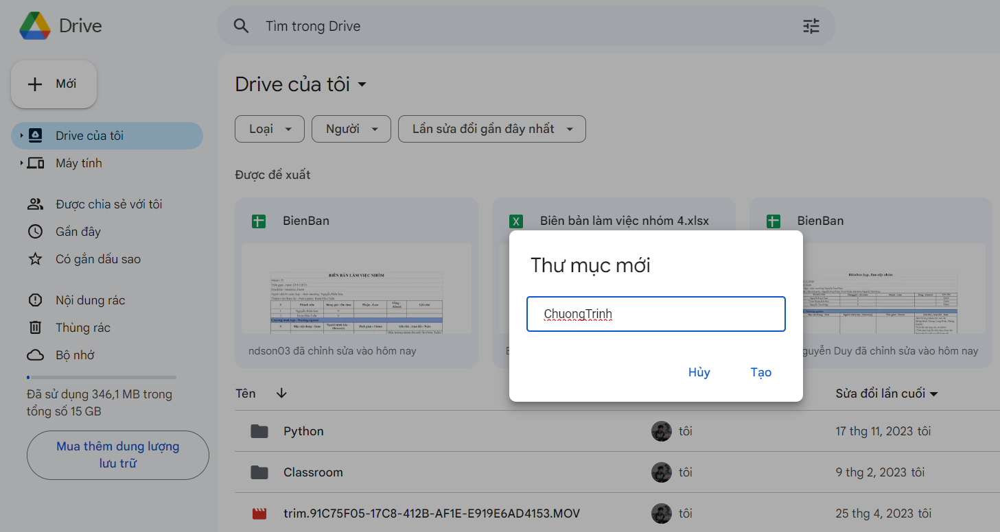 Drive
Tìm trong Drive
Mới
Drive của tôi
Máy tính
Được chia sẻ với tôi
Gần đây
Có gắn dấu sao
Nội dung rác
Thùng rác
Bộ nhớ
Đã sử dụng 346,1 MB trong
tổng số 15 GB
Mua thêm dung lượng
lưu trữ
Drive của tôi
Loại
Người
Lần sửa đổi gần đây nhất
Được đề xuất
BienBan
BIÊN BẢN LÀM VIỆC NHÓM
ndson03 đã chỉnh sửa vào hôm nay
Biên bản làm việc nhóm 4.xlsx
BienBan
guyễn Duy đã chỉnh sửa vào hôm nay
Thư mục mới
ChuongTrinh
Hủy Tạo
Tên Sửa đổi lần cuối
Python tôi 17 thg 11, 2023 tôi
Classroom tôi 9 thg 2, 2023 tôi
trim.91C75F05-17C8-412B-AF1E-E919E6AD4153.MOV tôi 25 thg 4, 2023 tôi